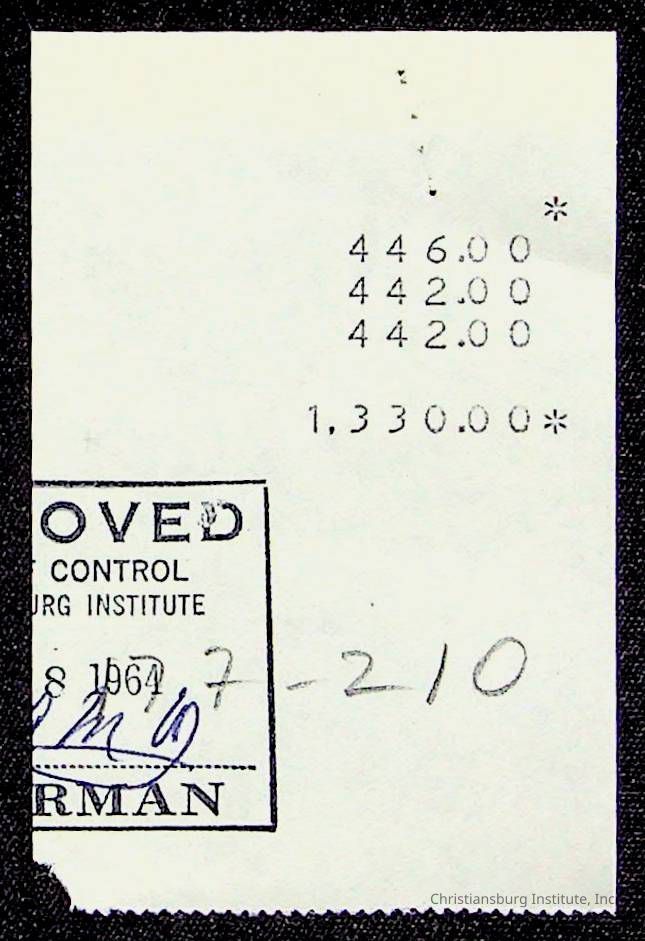 *
446.00
442.00
442.00
1,330.00*
OVED
CONTROL
URG INSTITUTE
8 1964
177-210
RMAN
Christiansburg Institute, Inc